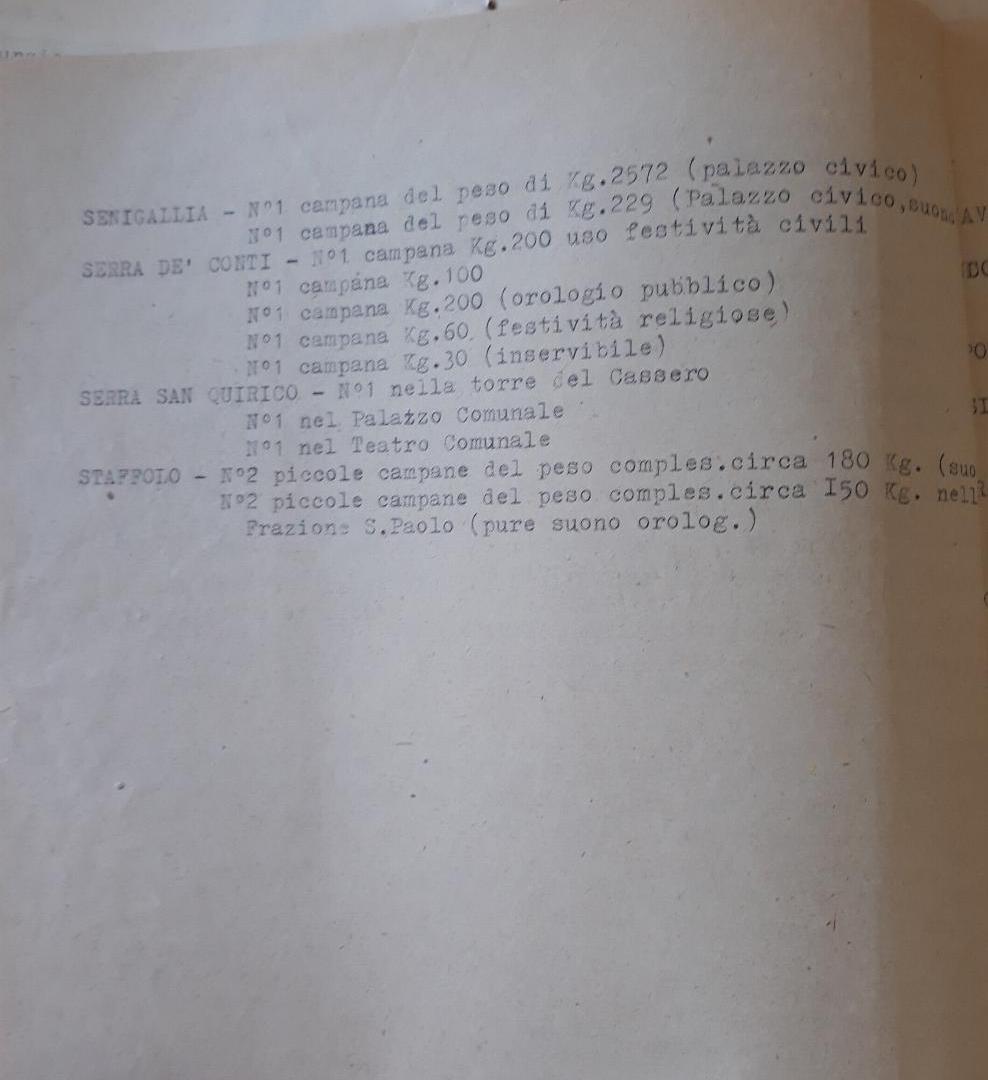 SENIGALLIA - N°1 campana del peso di Kg.2572 (palazzo civico)
N°1 campana del peso di Kg.229 (Palazzo civico,suono
SERRA DE' CONTI - N°1 campana Kg.200 uso festività civili
N°1 campana Kg.100
N°1 campana Kg.200 (orologio pubblico)
N°1 campana Kg.60 (festività religiose)
N°1 campana Kg.30 (inservibile)
SERRA SAN QUIRICO - N°1 nella torre del Cassero
N°1 nel Palazzo Comunale
N°1 nel Teatro Comunale
STAFFOLO - N°2 piccole campane del peso comples.circa 180 Kg. (suo
N°2 piccole campane del peso comples.circa I50 Kg. nell
Frazione S.Paolo (pure suono orolog.)